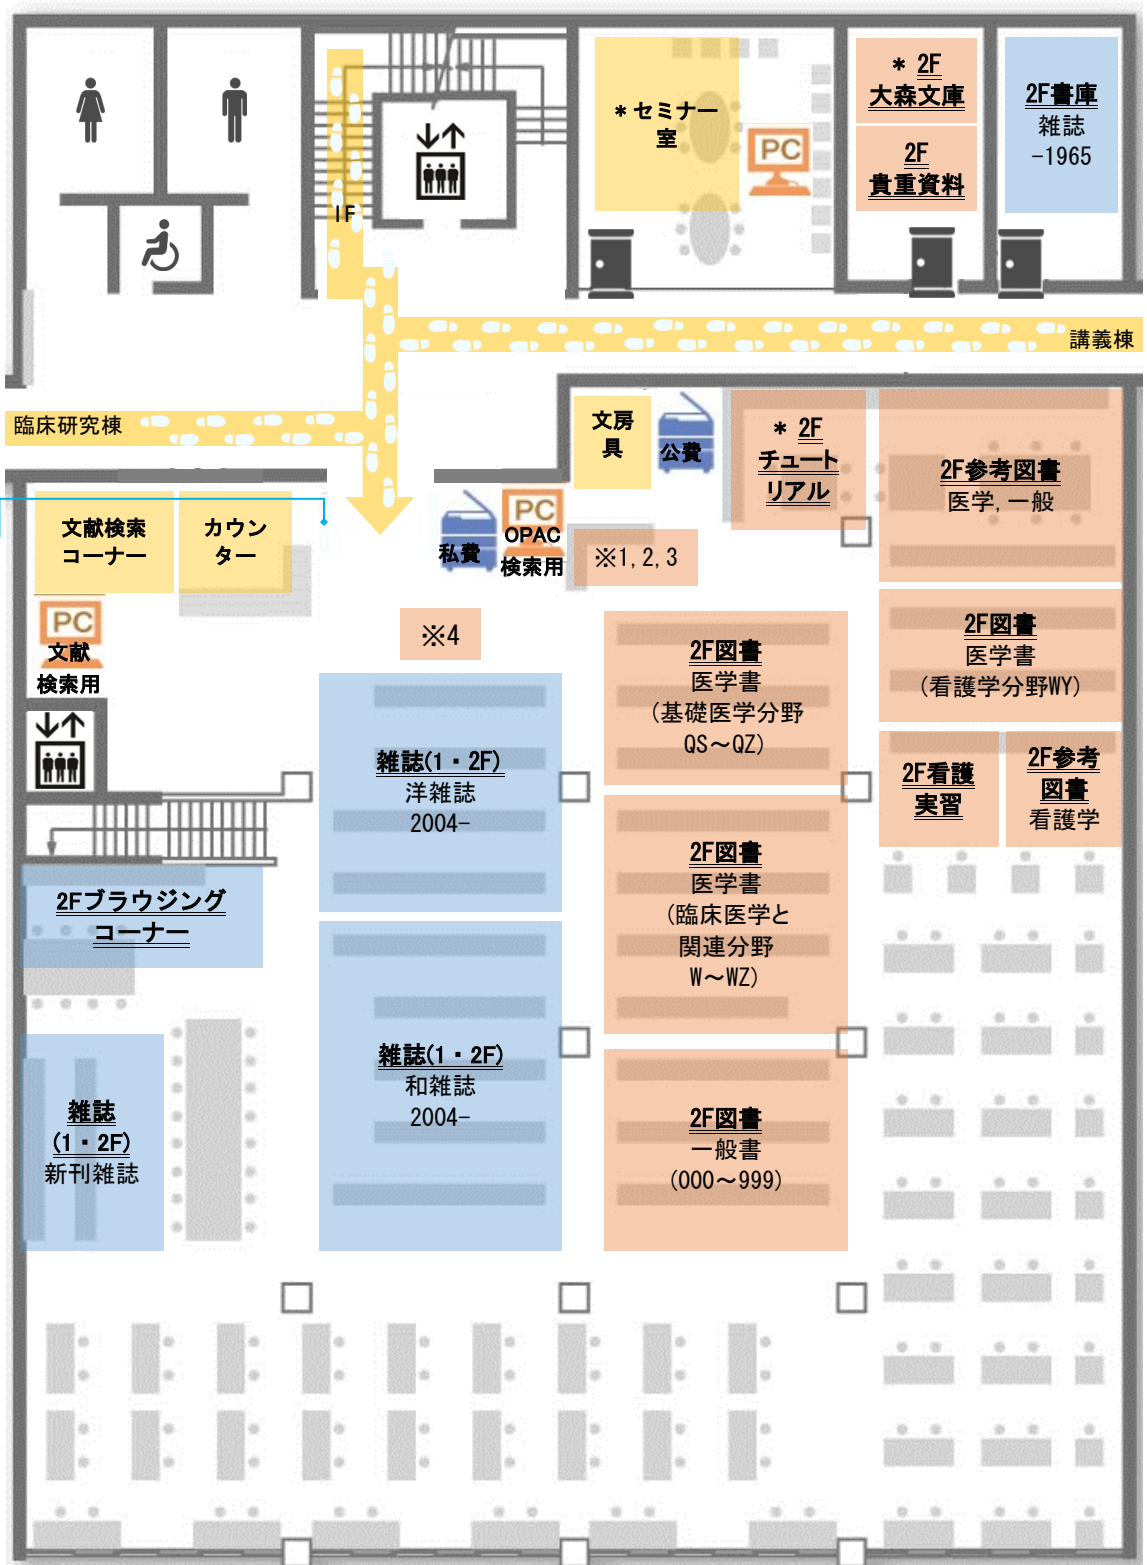 *セミナー
室
PC
* 2F
大森文庫
2F
貴重資料
2F書庫
雑誌
-1965
1F
講義棟
臨床研究棟
文房
具
公費
* 2F
チュート
リアル
2F参考図書
医学,一般
文献検索
コーナー
カウン
ター
私費
PC
OPAC
検索用
※1,2,3
PC
文献
検索用
※4
2F図書
医学書
(基礎医学分野
QS～QZ)
2F図書
医学書
(看護学分野WY)
雑誌(1・2F)
洋雑誌
2004-
2F看護
実習
2F参考
図書
看護学
2F図書
医学書
(臨床医学と
関連分野
W～WZ)
2Fブラウジング
コーナー
雑誌(1・2F)
和雑誌
2004-
雑誌
(1・2F)
新刊雑誌
2F図書
一般書
(000～999)